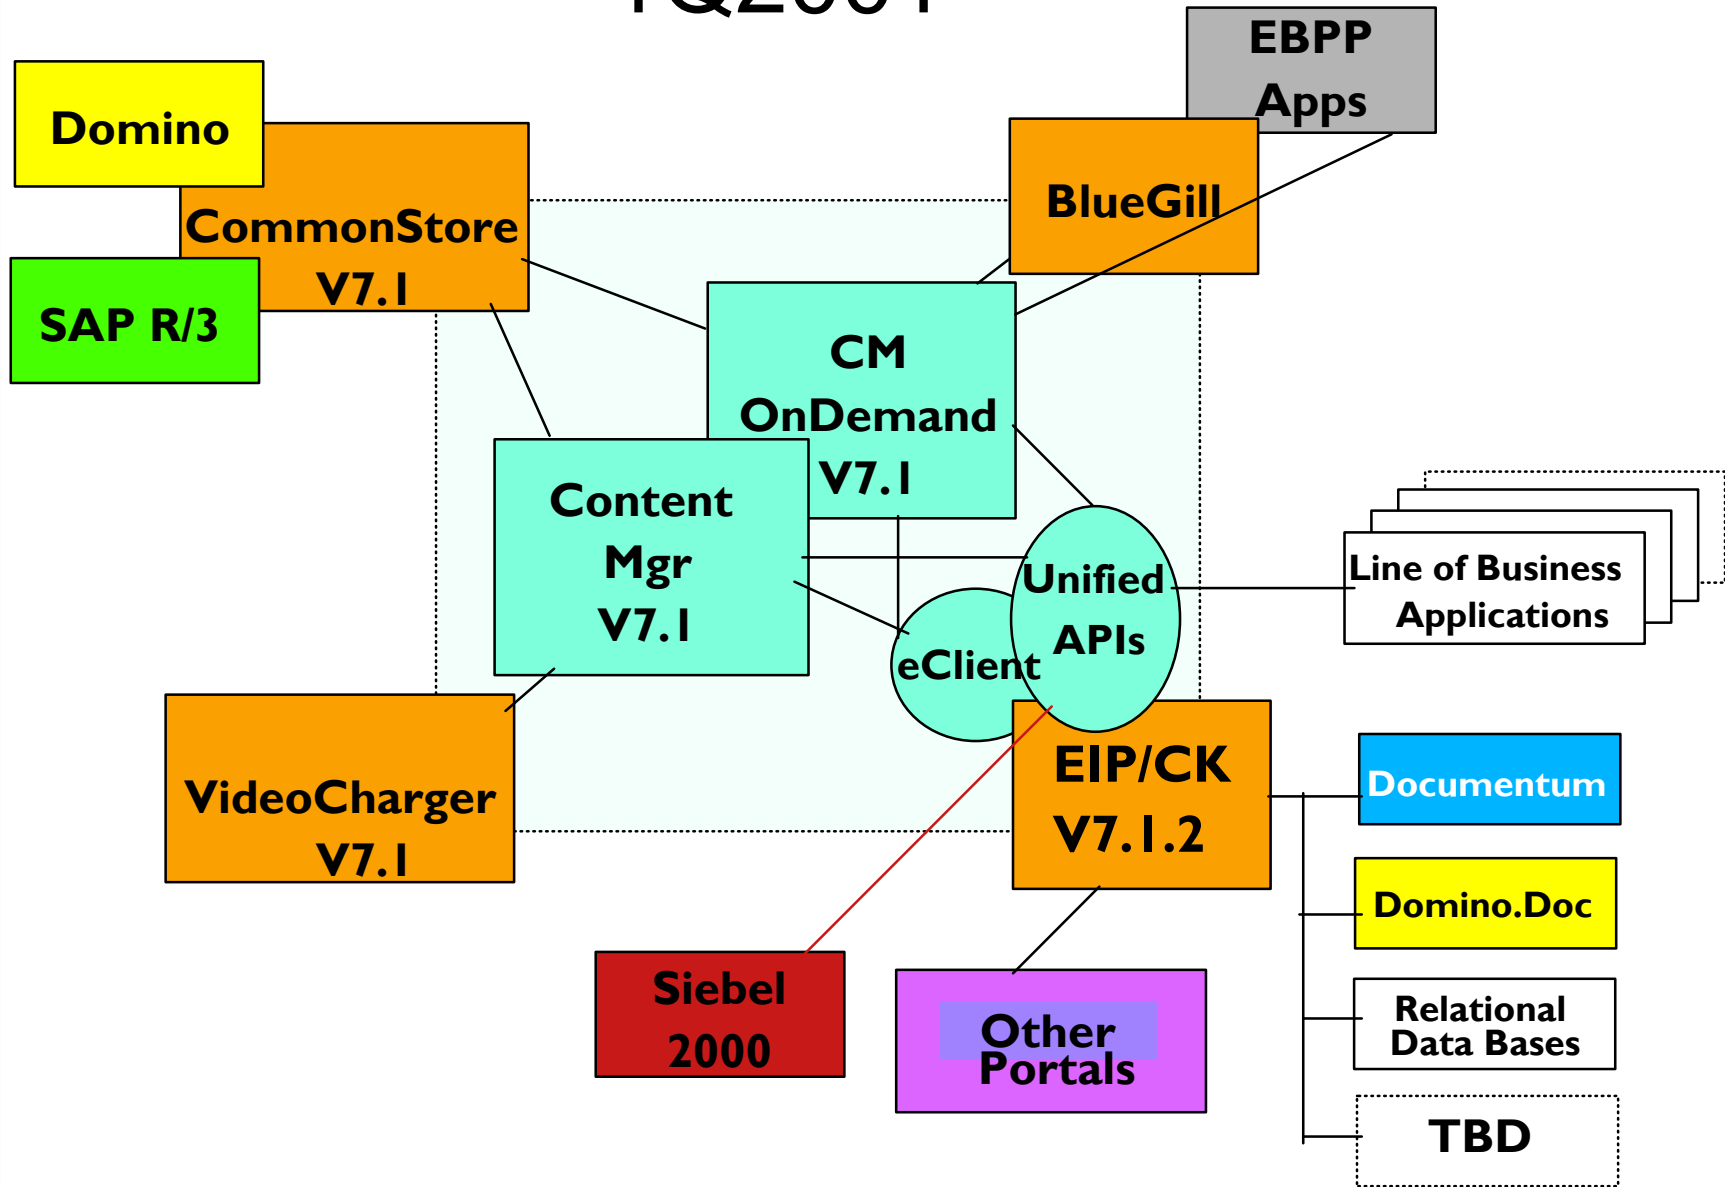 EBPP
Apps
Domino
CommonStore
V7.1
BlueGill
SAP R/3
CM
OnDemand
V7.1
Content
Mgr
V7.1
Unified
APIs
eClient
Line of Business
Applications
VideoCharger
V7.1
EIP/CK
V7.1.2
Documentum
Domino.Doc
Siebel
2000
Other
Portals
Relational
Data Bases
TBD